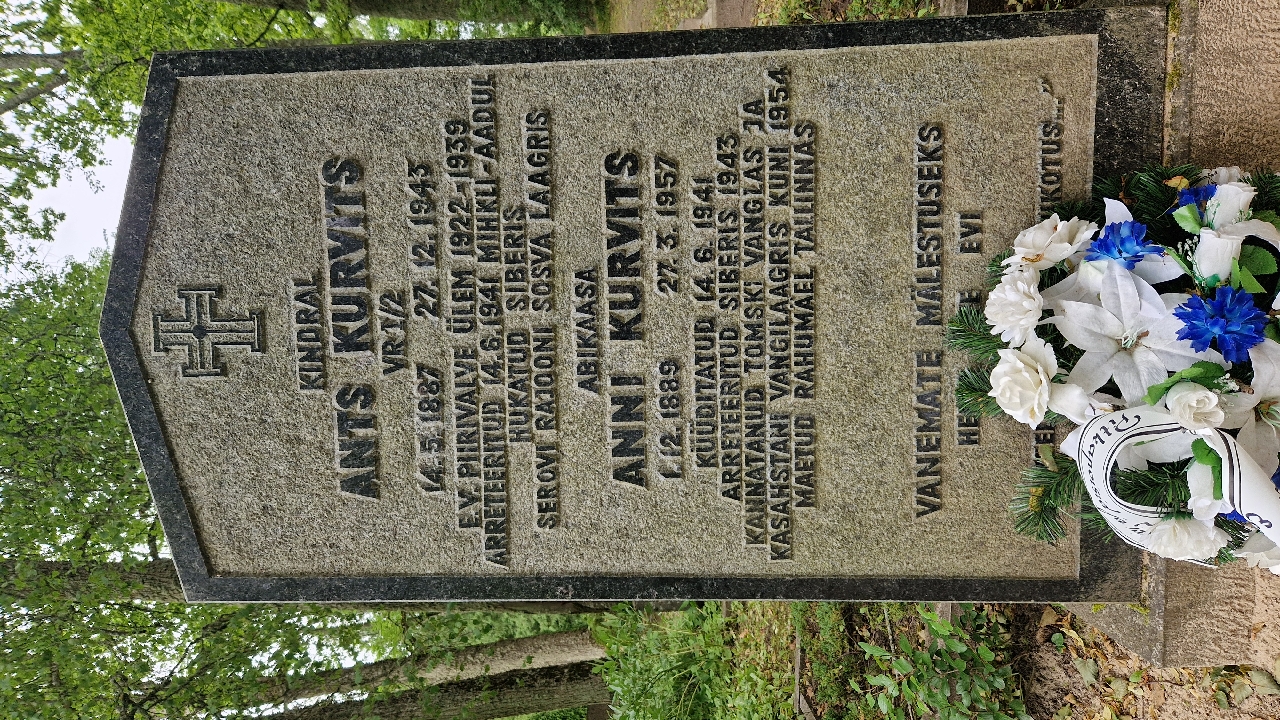 KINDRAL
ANTS KURVITS
VR I/2
14.5.1887 27.12.1943
E.V. PIIRIVALVE ÜLEM 1922-1939
ARRETEERITUD 14.6.1941 MIHKLI-AADUL
HUKATUD SIBERIS
SEROVI RAJOONI SOSVA LAAGRIS
ABIKAASA
ANNI KURVITS
1.12.1889 27.3.1957
KUUDITATUD 14.6.1941
ARRETEERITUD SIBERIS 1943
KANNATANUD TOMSKI VANGLAS JA
KASAHSTANI VANGILAAGRIS KUNI 1954
MAETUD RAHUMÄEL TALLINNAS
VANEMATE MÄLESTUSEKS
EVI
KOTUS..."